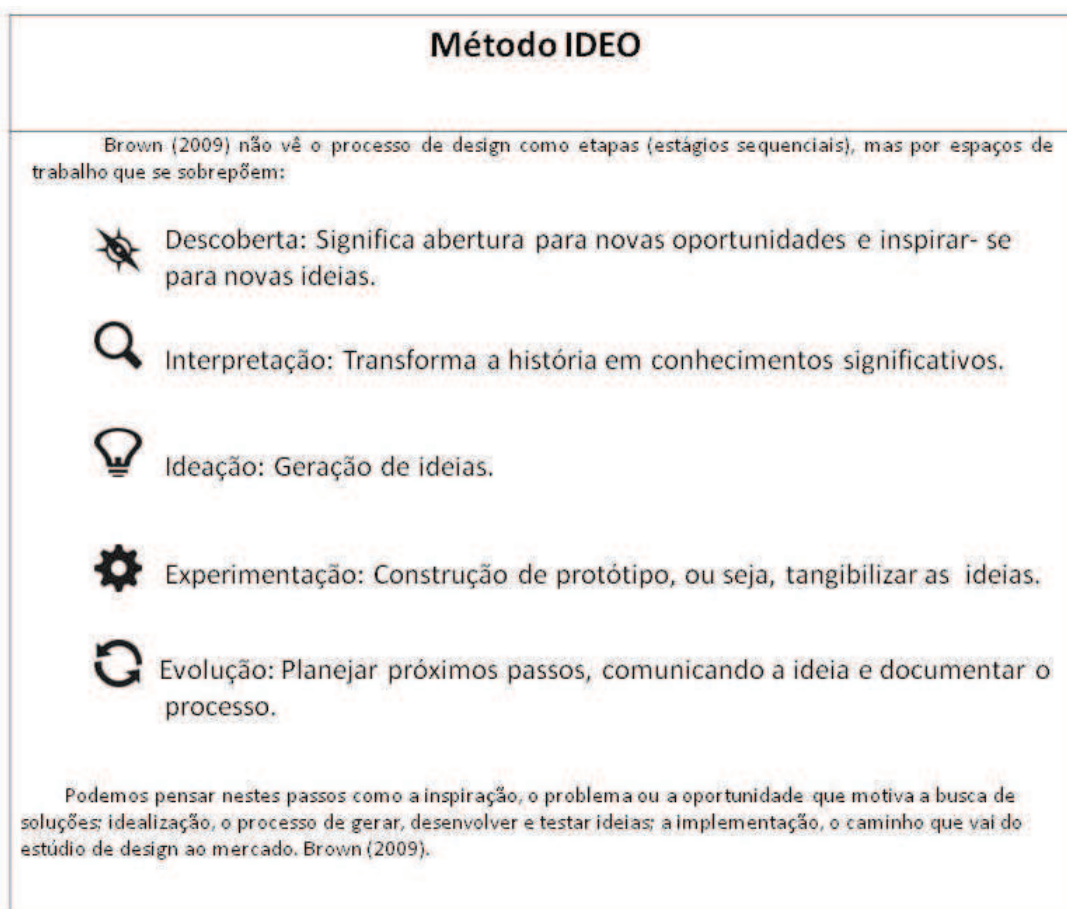 Método IDEO
Brown (2009) não vê o processo de design como etapas (estágios sequenciais), mas por espaços de
trabalho que se sobrepõem:
Descoberta: Significa abertura para novas oportunidades e inspirar- se
para novas ideias.
Interpretação: Transforma a história em conhecimentos significativos.
Ideação: Geração de ideias.
Experimentação: Construção de protótipo, ou seja, tangibilizar as ideias.
Evolução: Planejar próximos passos, comunicando a ideia e documentar o
processo.
Podemos pensar nestes passos como a inspiração, o problema ou a oportunidade que motiva a busca de
soluções; idealização, o processo de gerar, desenvolver e testar ideias; a implementação, o caminho que vai do
estúdio de design ao mercado. Brown (2009).